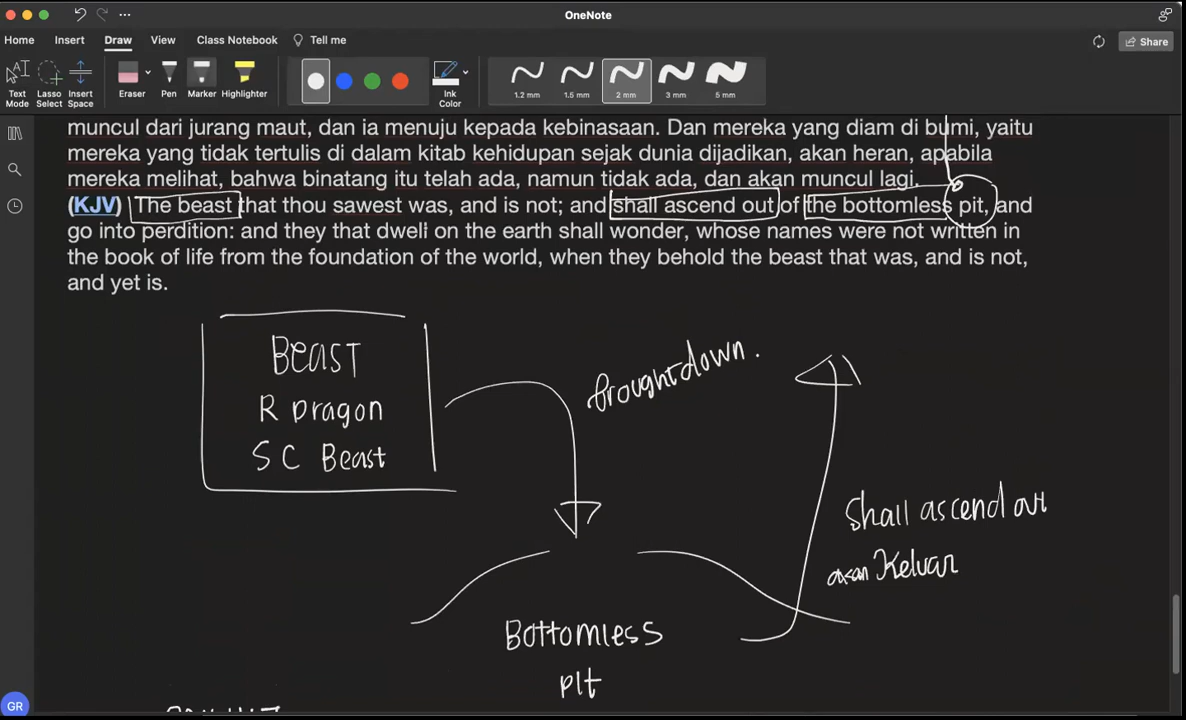 OneNote
Home Insert Draw View Class Notebook Tell me
Share
Text Mode
Lasso Select
Insert Space
Eraser
Pen
Marker
Highlighter
Ink Color
1.2 mm
1.5 mm
2 mm
3 mm
5 mm
muncul dari jurang maut, dan ia menuju kepada kebinasaan. Dan mereka yang diam di bumi, yaitu
mereka yang tidak tertulis di dalam kitab kehidupan sejak dunia dijadikan, akan heran, apabila
mereka melihat, bahwa binatang itu telah ada, namun tidak ada, dan akan muncul lagi.
(KJV) The beast that thou sawest was, and is not; and shall ascend out of the bottomless pit, and
go into perdition: and they that dwell on the earth shall wonder, whose names were not written in
the book of life from the foundation of the world, when they behold the beast that was, and is not,
and yet is.
Beast
R Dragon
S C Beast
Broughtdown.
Shall ascend out
akan Keluar
Bottomless
pit
GR